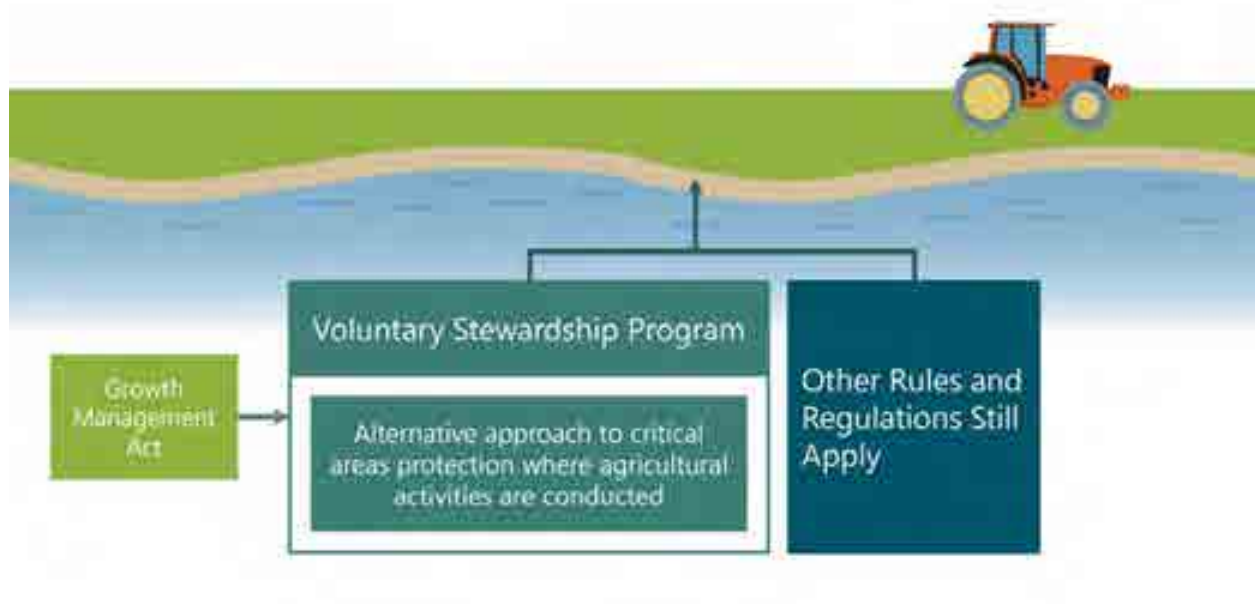 Voluntary Stewardship Program
Growth
Management
Act
Alternative approach to critical
areas protection where agricultural
activities are conducted
Other Rules and
Regulations Still
Apply